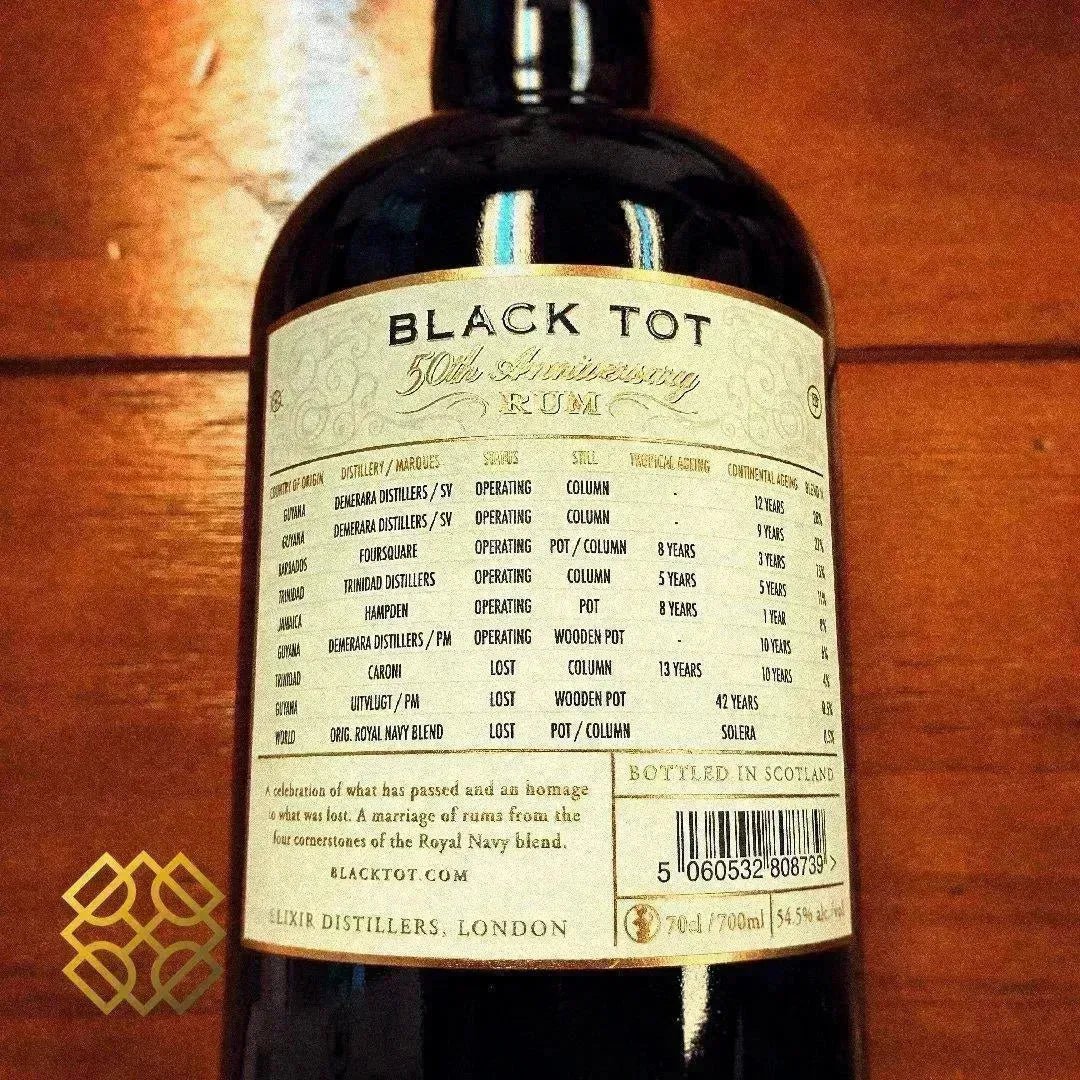 BLACK TOT
50th Anniversary
RUM
COUNTRY OF ORIGIN DISTILLERY / MARQUES STATUS STILL TROPICAL AGEING CONTINENTAL AGEING BLEND %
GUYANA DEMERARA DISTILLERS / SV OPERATING COLUMN - 12 YEARS 28%
GUYANA DEMERARA DISTILLERS / SV OPERATING COLUMN - 9 YEARS
BARBADOS FOURSQUARE OPERATING POT / COLUMN 8 YEARS 3 YEARS
TRINIDAD TRINIDAD DISTILLERS OPERATING COLUMN 5 YEARS 5 YEARS
JAMAICA HAMPDEN OPERATING POT 8 YEARS 1 YEAR
GUYANA DEMERARA DISTILLERS / PM OPERATING WOODEN POT - 10 YEARS
TRINIDAD CARONI LOST COLUMN 13 YEARS 10 YEARS 4%
GUYANA UITVLUGT / PM LOST WOODEN POT 42 YEARS
WORLD ORIG. ROYAL NAVY BLEND LOST POT / COLUMN SOLERA
A celebration of what has passed and an homage
to what was lost. A marriage of rums from the
four cornerstones of the Royal Navy blend.
BLACKTOT.COM
ELIXIR DISTILLERS, LONDON
BOTTLED IN SCOTLAND
5 060532 808739 >
70cl / 700ml 54.5% alc/vol